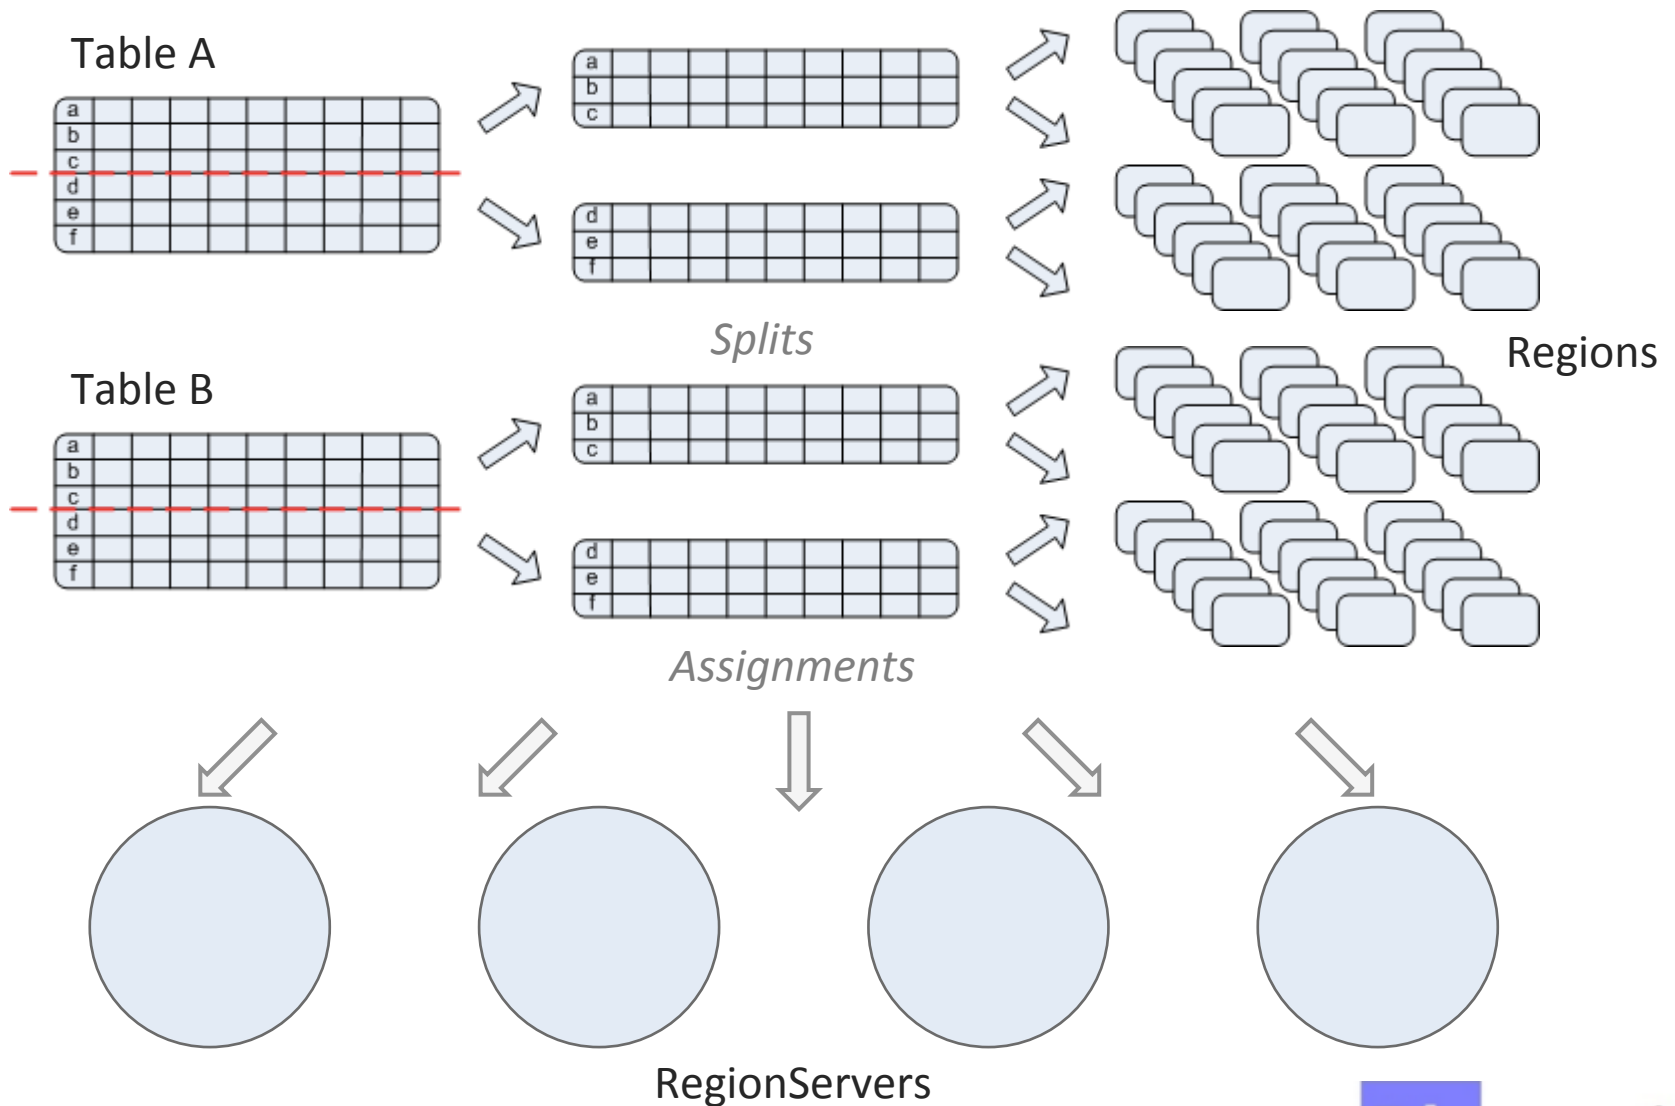 Table A
a
b
c
d
e
f
a
b
c
d
e
f
Splits
Regions
Table B
a
b
c
d
e
f
a
b
c
d
e
f
Assignments
RegionServers